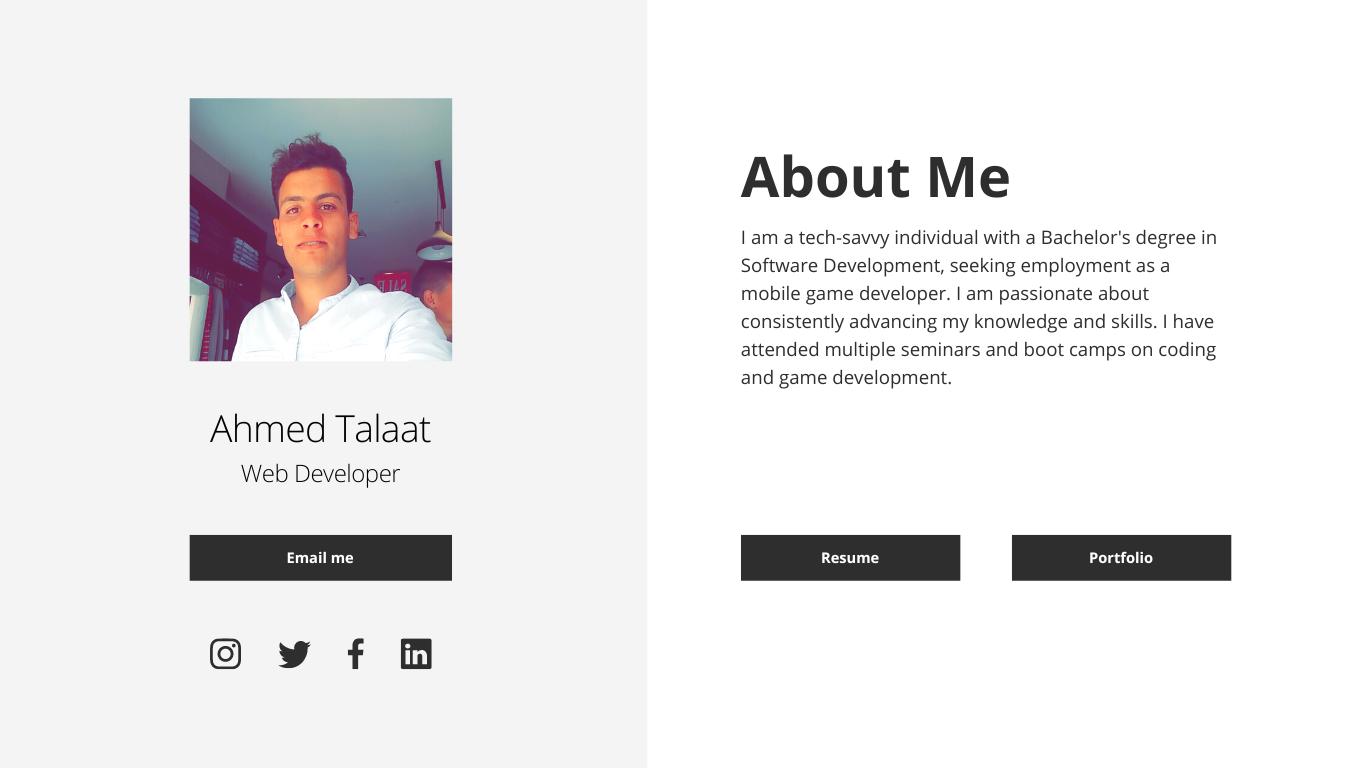 Ahmed Talaat
Web Developer
Email me
About Me
I am a tech-savvy individual with a Bachelor's degree in
Software Development, seeking employment as a
mobile game developer. I am passionate about
consistently advancing my knowledge and skills. I have
attended multiple seminars and boot camps on coding
and game development.
Resume
Portfolio